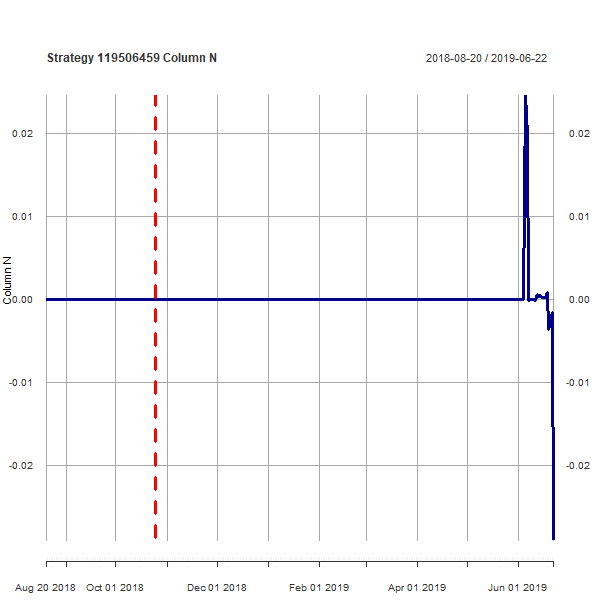 Strategy 119506459 Column N
2018-08-20 / 2019-06-22
0.02 0.02
0.01 0.01
Column N
0.00 0.00
-0.01 -0.01
-0.02 -0.02
Aug 20 2018 Oct 01 2018 Dec 01 2018 Feb 01 2019 Apr 01 2019 Jun 01 2019